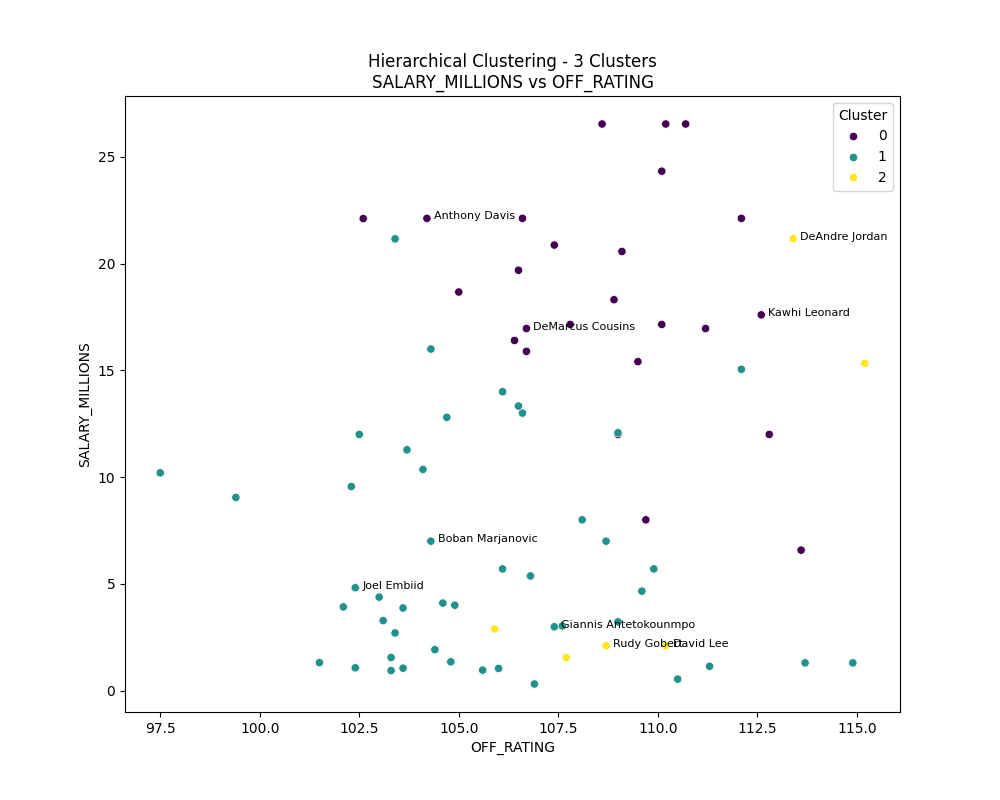 Hierarchical Clustering - 3 Clusters
SALARY_MILLIONS vs OFF_RATING
Cluster
0
1
2
Anthony Davis
DeAndre Jordan
Kawhi Leonard
DeMarcus Cousins
Boban Marjanovic
Joel Embiid
Giannis Antetokounmpo
Rudy Gobert
David Lee
SALARY_MILLIONS
25
20
15
10
5
0
97.5
100.0
102.5
105.0
107.5
110.0
112.5
115.0
OFF_RATING